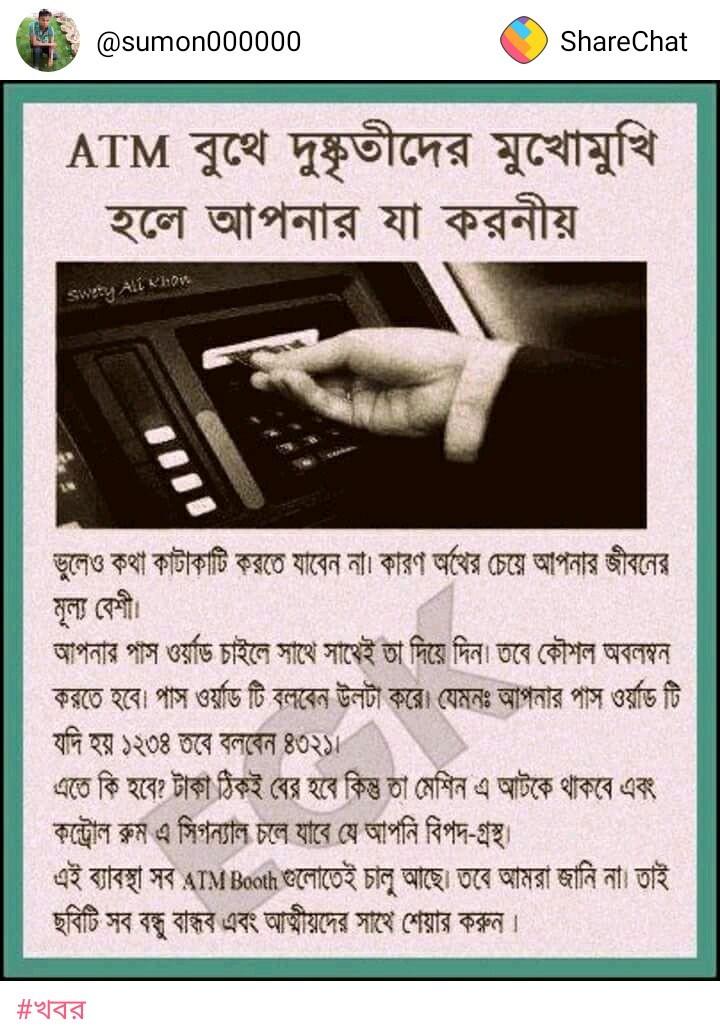 @sumon000000
ShareChat
ATM বুথে দুষ্কৃতীদের মুখোমুখি
হলে আপনার যা করনীয়
Swety Ali Khon
ভুলেও কথা কাটাকাটি করতে যাবেন না। কারণ অর্থের চেয়ে আপনার জীবনের
মূল্য বেশী।
আপনার পাস ওয়ার্ড চাইলে সাথে সাথেই তা দিয়ে দিন। তবে কৌশল অবলম্বন
করতে হবে। পাস ওয়ার্ড টি বলবেন উলটা করে। যেমনঃ আপনার পাস ওয়ার্ড টি
যদি হয় ১২৩৪ তবে বলবেন ৪৩২১।
এতে কি হবে? টাকা ঠিকই বের হবে কিন্তু তা মেশিন এ আটকে থাকবে এবং
কন্ট্রোল রুম এ সিগন্যাল চলে যাবে যে আপনি বিপদ-গ্রস্থ।
এই ব্যাবস্থা সব ATM Booth গুলোতেই চালু আছে। তবে আমরা জানি না। তাই
ছবিটি সব বন্ধু বান্ধব এবং আত্মীয়দের সাথে শেয়ার করুন ।
EGK
#খবর